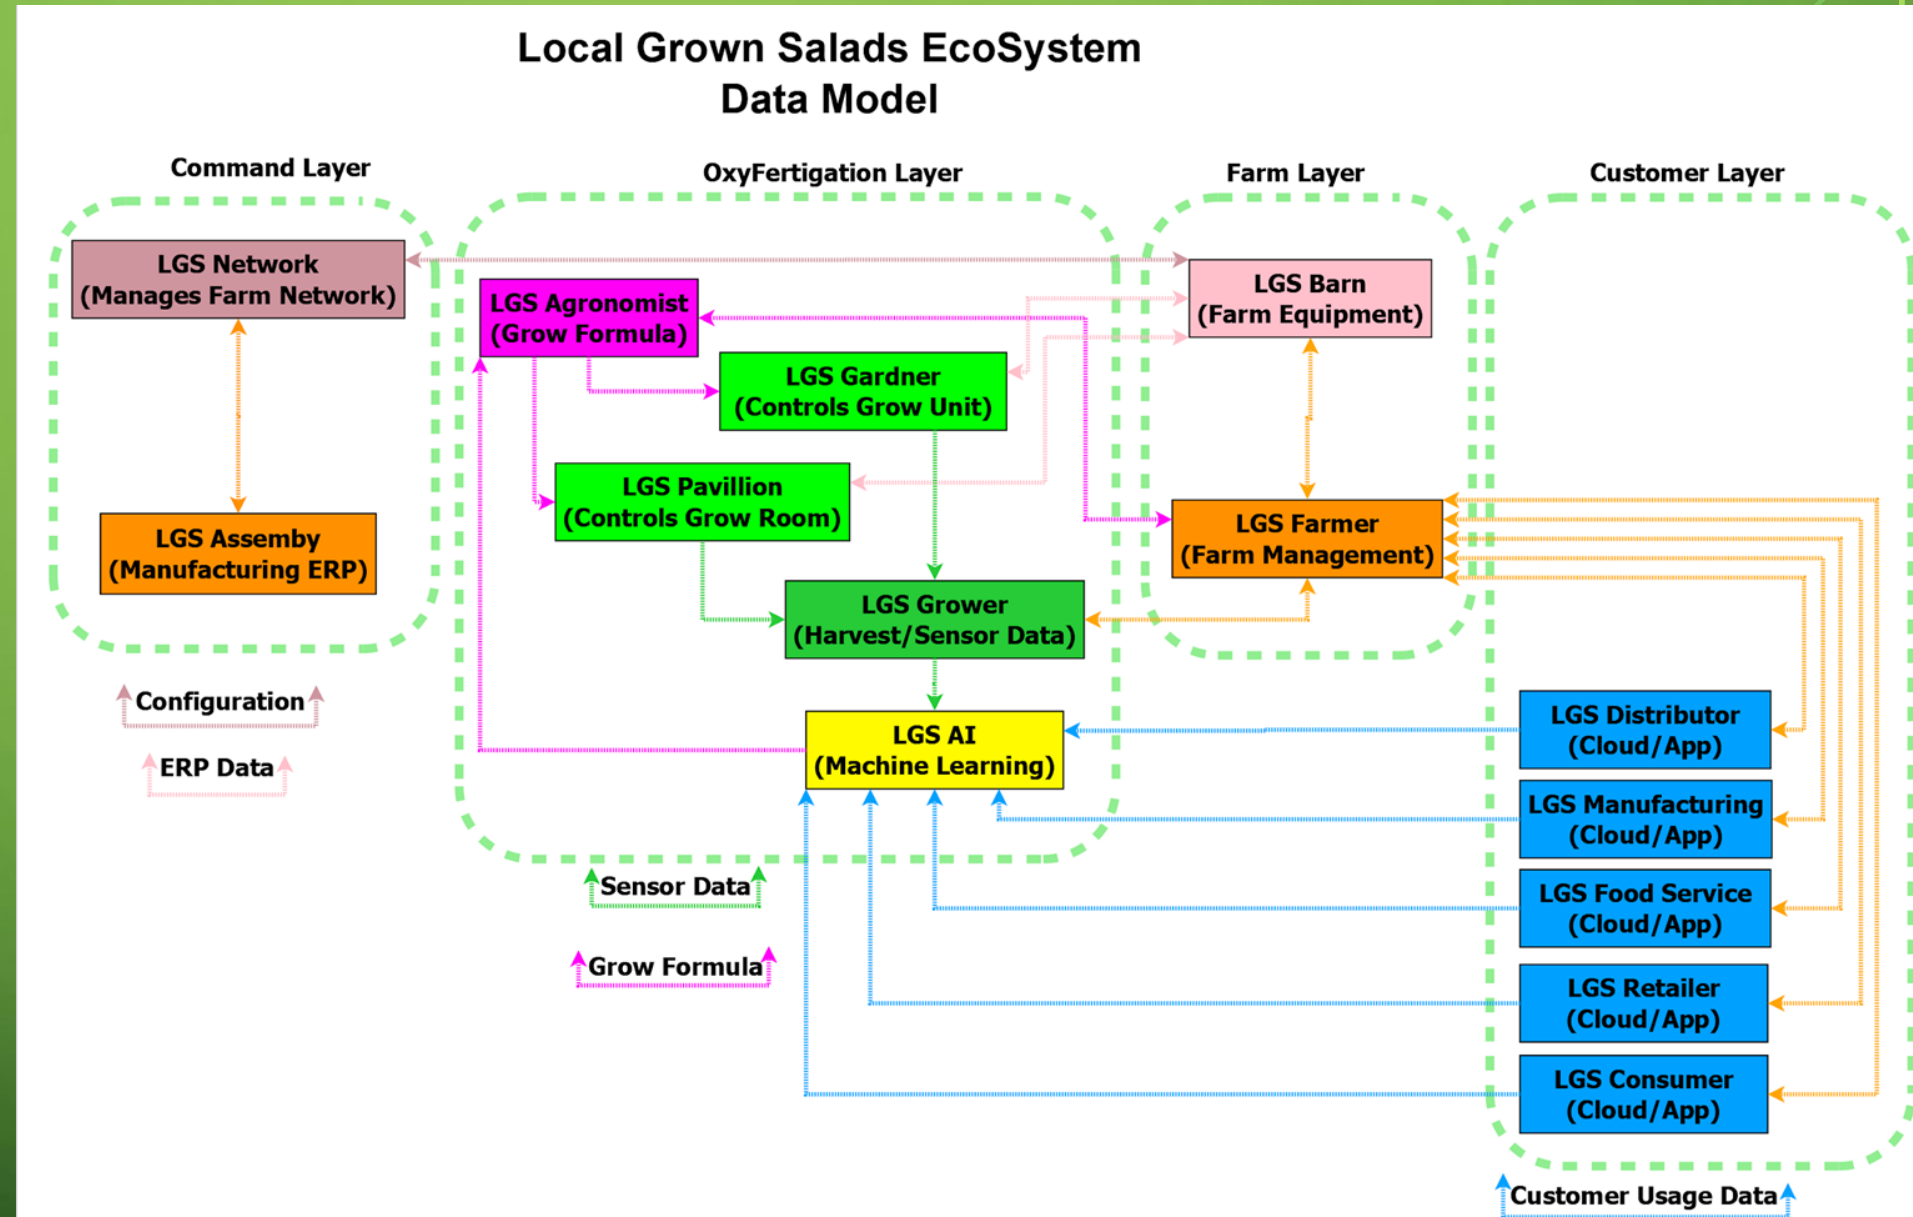 Local Grown Salads EcoSystem
Data Model
Command Layer
OxyFertigation Layer
Farm Layer
Customer Layer
LGS Network
(Manages Farm Network)
LGS Assemby
(Manufacturing ERP)
Configuration
ERP Data
LGS Agronomist
(Grow Formula)
LGS Gardner
(Controls Grow Unit)
LGS Pavillion
(Controls Grow Room)
LGS Grower
(Harvest/Sensor Data)
LGS AI
(Machine Learning)
Sensor Data
Grow Formula
LGS Barn
(Farm Equipment)
LGS Farmer
(Farm Management)
LGS Distributor
(Cloud/App)
LGS Manufacturing
(Cloud/App)
LGS Food Service
(Cloud/App)
LGS Retailer
(Cloud/App)
LGS Consumer
(Cloud/App)
Customer Usage Data